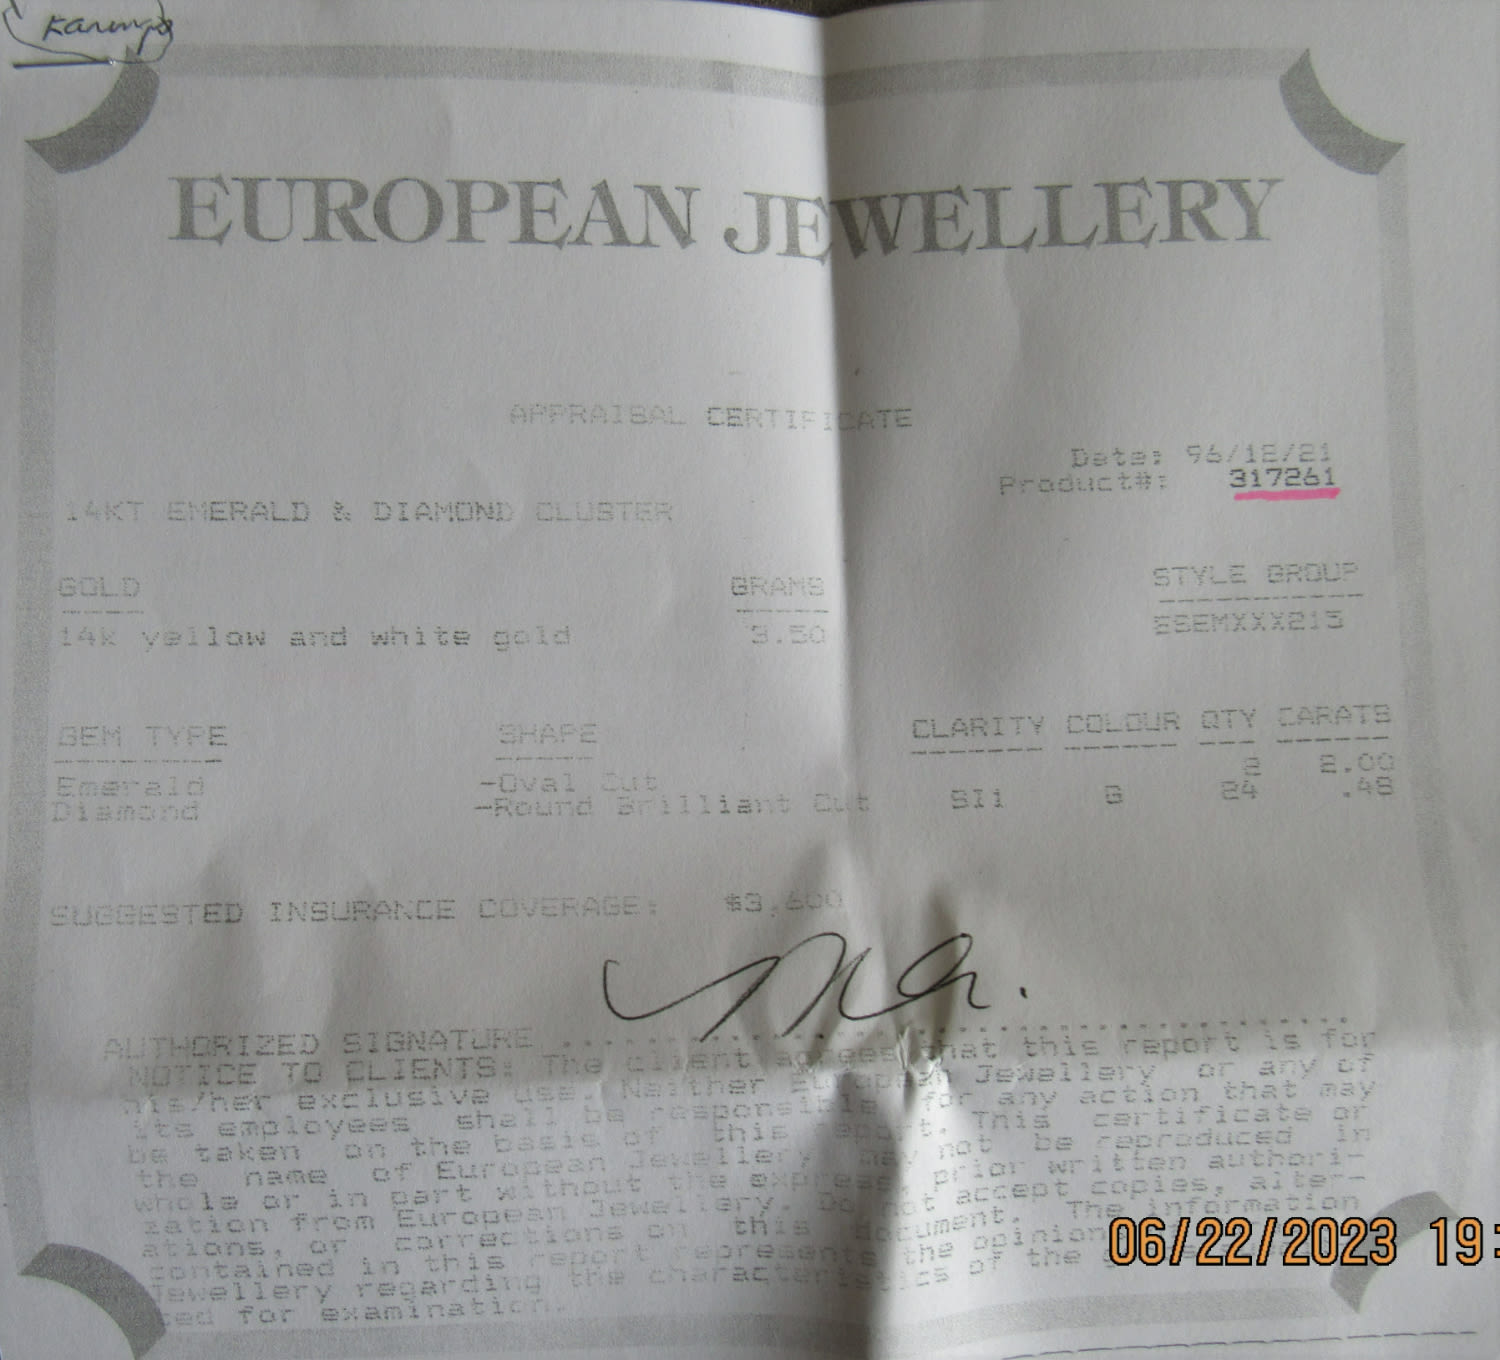 EUROPEAN JEWELLERY
APPRAISAL CERTIFICATE
Date: 96/12/21
Product#: 317261
14KT EMERALD & DIAMOND CLUSTER
GOLD GRAMS STYLE GROUP
14k yellow and white gold 3.50 ESEMXXX215
GEM TYPE SHAPE CLARITY COLOUR QTY CARATS
Emerald -Oval Cut 2 2.00
Diamond -Round Brilliant Cut SI1 G 24 .48
SUGGESTED INSURANCE COVERAGE: $3,600
AUTHORIZED SIGNATURE
NOTICE TO CLIENTS: The client agrees that this report is for
his/her exclusive use. Neither European Jewellery or any of
its employees shall be responsible for any action that may
be taken on the basis of this report. This certificate or
the name of European Jewellery may not be reproduced in
whole or in part without the express, prior written authori-
zation from European Jewellery. Do not accept copies, alter-
ations, or corrections on this document. The information
contained in this report represents the opinion
Jewellery regarding the characteristics of the
ted for examination.
06/22/2023 19: